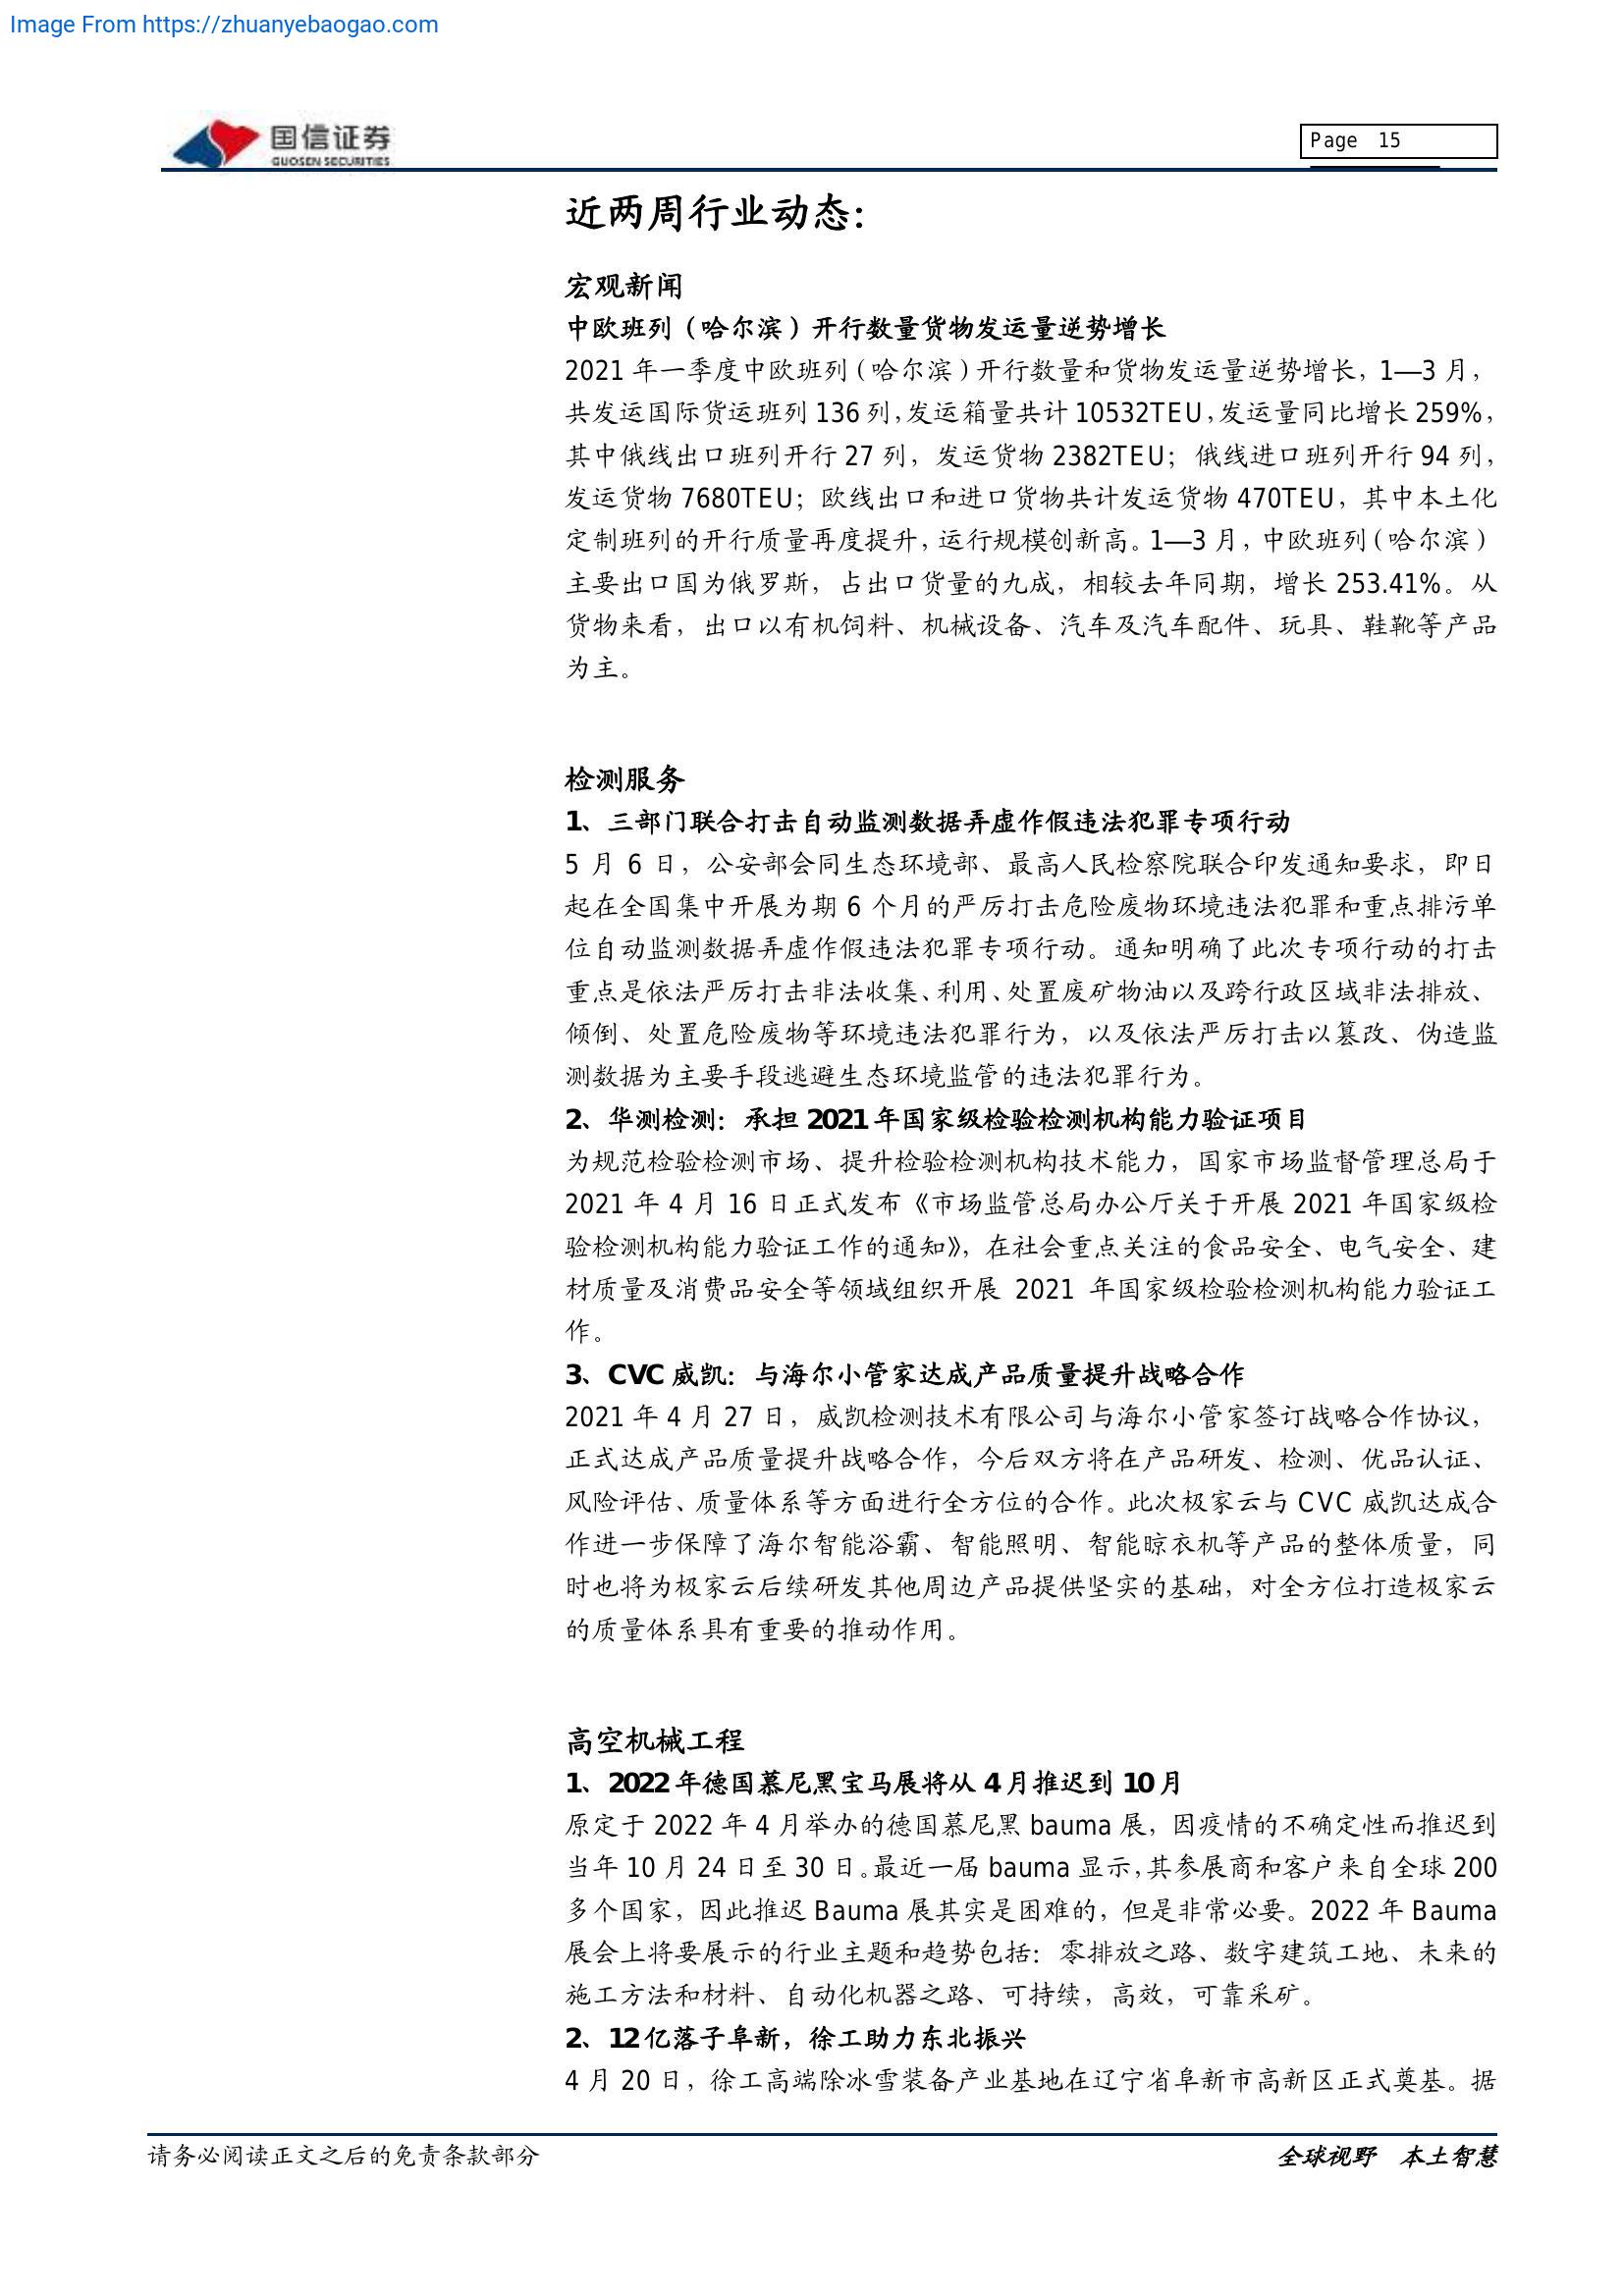 Image From https://zhuanyebaogao.com
国信证券
GUOSEN SECURITIES
Page 15
近两周行业动态：
宏观新闻
中欧班列（哈尔滨）开行数量货物发运量逆势增长
2021 年一季度中欧班列（哈尔滨）开行数量和货物发运量逆势增长，1—3 月，
共发运国际货运班列 136 列，发运箱量共计 10532TEU，发运量同比增长 259%，
其中俄线出口班列开行 27 列，发运货物 2382TEU；俄线进口班列开行 94 列，
发运货物 7680TEU；欧线出口和进口货物共计发运货物 470TEU，其中本土化
定制班列的开行质量再度提升，运行规模创新高。1—3 月，中欧班列（哈尔滨）
主要出口国为俄罗斯，占出口货量的九成，相较去年同期，增长 253.41%。从
货物来看，出口以有机饲料、机械设备、汽车及汽车配件、玩具、鞋靴等产品
为主。
检测服务
1、三部门联合打击自动监测数据弄虚作假违法犯罪专项行动
5 月 6 日，公安部会同生态环境部、最高人民检察院联合印发通知要求，即日
起在全国集中开展为期 6 个月的严厉打击危险废物环境违法犯罪和重点排污单
位自动监测数据弄虚作假违法犯罪专项行动。通知明确了此次专项行动的打击
重点是依法严厉打击非法收集、利用、处置废矿物油以及跨行政区域非法排放、
倾倒、处置危险废物等环境违法犯罪行为，以及依法严厉打击以篡改、伪造监
测数据为主要手段逃避生态环境监管的违法犯罪行为。
2、华测检测：承担 2021 年国家级检验检测机构能力验证项目
为规范检验检测市场、提升检验检测机构技术能力，国家市场监督管理总局于
2021 年 4 月 16 日正式发布《市场监管总局办公厅关于开展 2021 年国家级检
验检测机构能力验证工作的通知》，在社会重点关注的食品安全、电气安全、建
材质量及消费品安全等领域组织开展 2021 年国家级检验检测机构能力验证工
作。
3、CVC 威凯：与海尔小管家达成产品质量提升战略合作
2021 年 4 月 27 日，威凯检测技术有限公司与海尔小管家签订战略合作协议，
正式达成产品质量提升战略合作，今后双方将在产品研发、检测、优品认证、
风险评估、质量体系等方面进行全方位的合作。此次极家云与 CVC 威凯达成合
作进一步保障了海尔智能浴霸、智能照明、智能晾衣机等产品的整体质量，同
时也将为极家云后续研发其他周边产品提供坚实的基础，对全方位打造极家云
的质量体系具有重要的推动作用。
高空机械工程
1、2022 年德国慕尼黑宝马展将从 4 月推迟到 10 月
原定于 2022 年 4 月举办的德国慕尼黑 bauma 展，因疫情的不确定性而推迟到
当年 10 月 24 日至 30 日。最近一届 bauma 显示，其参展商和客户来自全球 200
多个国家，因此推迟 Bauma 展其实是困难的，但是非常必要。2022 年 Bauma
展会上将要展示的行业主题和趋势包括：零排放之路、数字建筑工地、未来的
施工方法和材料、自动化机器之路、可持续，高效，可靠采矿。
2、12 亿落子阜新，徐工助力东北振兴
4 月 20 日，徐工高端除冰雪装备产业基地在辽宁省阜新市高新区正式奠基。据
请务必阅读正文之后的免责条款部分
全球视野 本土智慧